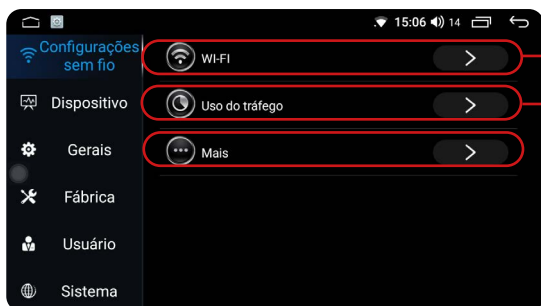 15:06 14
Configurações
sem fio
WI-FI
Dispositivo
Uso do tráfego
Gerais
Mais
Fábrica
Usuário
Sistema